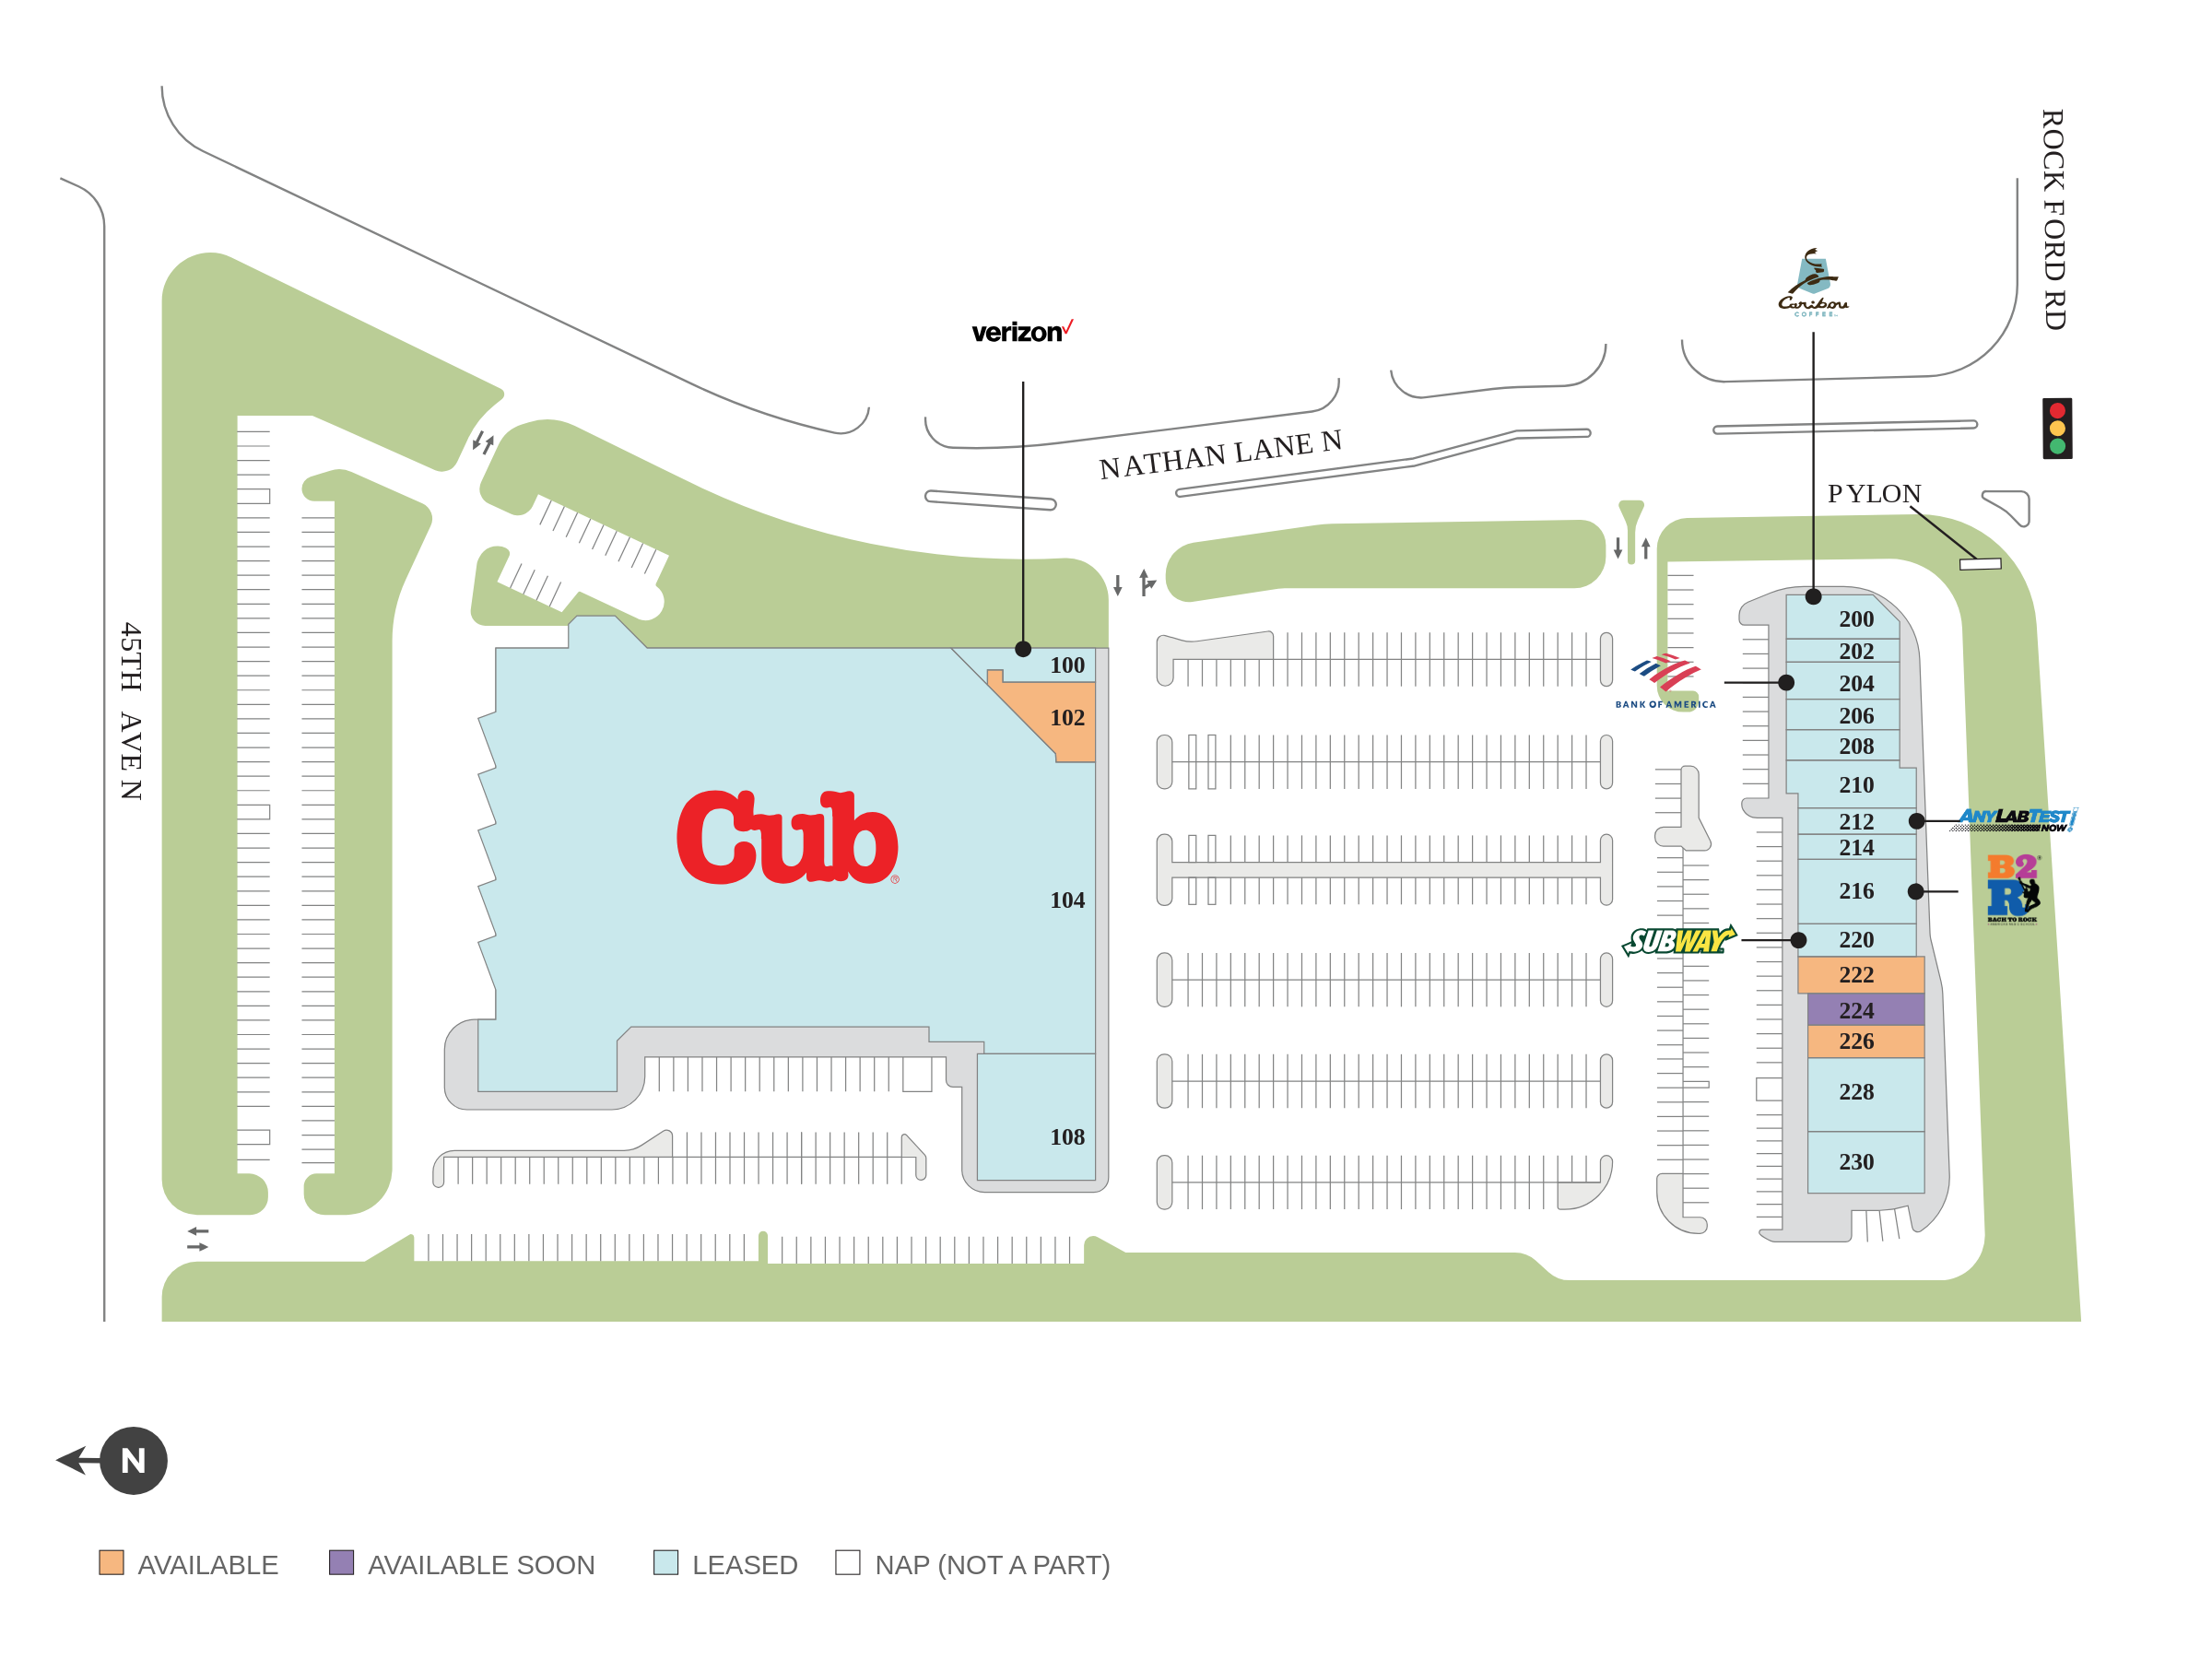 ROCK FORD RD
Caribou
COFFEE
verizon
NATHAN LANE N
PYLON
45TH AVE N
100
102
Cub
®
104
108
200
202
204
BANK OF AMERICA
206
208
210
212
ANYLABTEST!
NOW
214
216
B2
R
BACH TO ROCK
220
SUBWAY
222
224
226
228
230
N
AVAILABLE
AVAILABLE SOON
LEASED
NAP (NOT A PART)